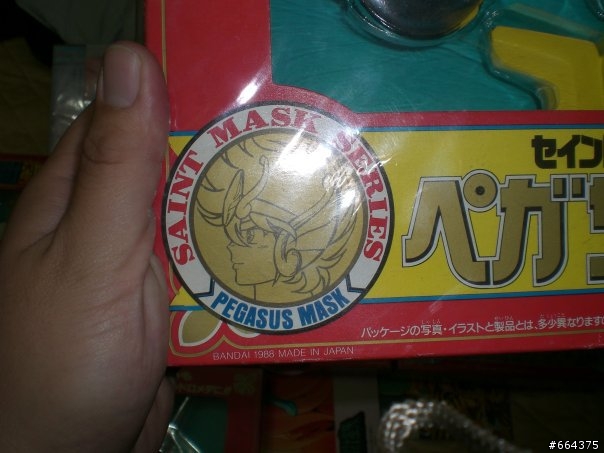 SAINT MASK SERIES
PEGASUS MASK
セイン
ペガサ
パッケージの写真・イラストと製品とは、多少異なります
BANDAI 1988 MADE IN JAPAN
#664375